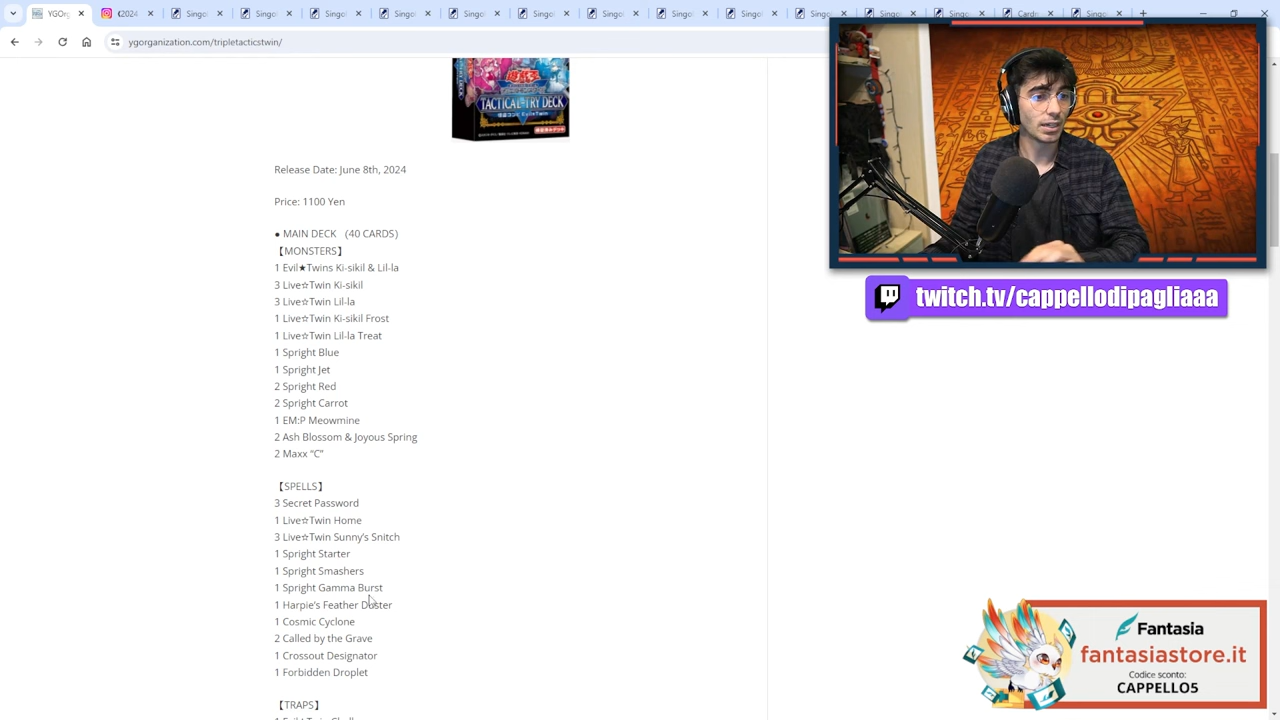 YGOrg
Singo
Singo
Cards
Singo
zation.com/tripletacticstwin/
TACTICAL-TRY DECK
Release Date: June 8th, 2024
Price: 1100 Yen
● MAIN DECK （40 CARDS）
【MONSTERS】
1 Evil★Twins Ki-sikil & Lil-la
3 Live☆Twin Ki-sikil
3 Live☆Twin Lil-la
1 Live☆Twin Ki-sikil Frost
1 Live☆Twin Lil-la Treat
1 Spright Blue
1 Spright Jet
2 Spright Red
2 Spright Carrot
1 EM:P Meowmine
2 Ash Blossom & Joyous Spring
2 Maxx “C”
【SPELLS】
3 Secret Password
1 Live☆Twin Home
3 Live☆Twin Sunny’s Snitch
1 Spright Starter
1 Spright Smashers
1 Spright Gamma Burst
1 Harpie’s Feather Duster
1 Cosmic Cyclone
2 Called by the Grave
1 Crossout Designator
1 Forbidden Droplet
【TRAPS】
twitch.tv/cappellodipagliaaa
Fantasia
fantasiastore.it
Codice sconto:
CAPPELLO5